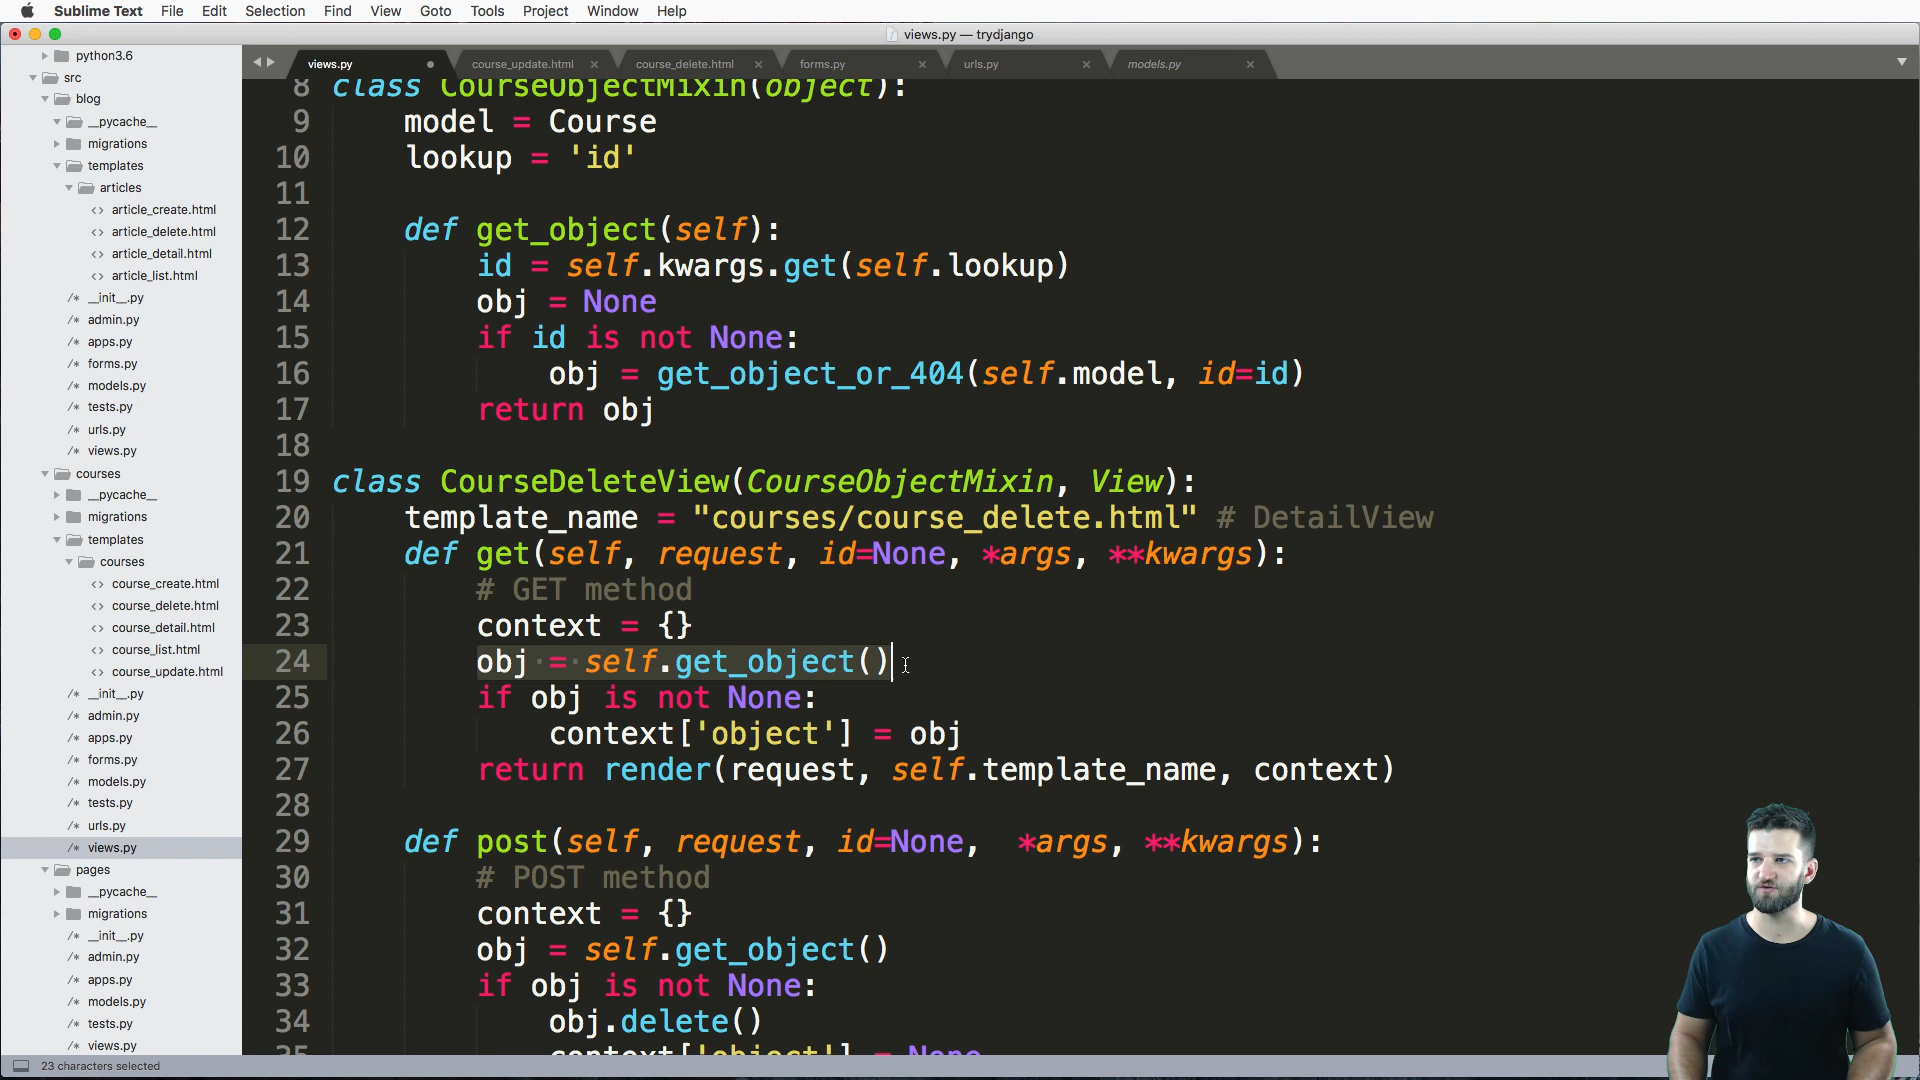 Sublime Text File Edit Selection Find View Goto Tools Project Window Help
views.py — trydjango
python3.6
src
blog
__pycache__
migrations
templates
articles
article_create.html
article_delete.html
article_detail.html
article_list.html
__init__.py
admin.py
apps.py
forms.py
models.py
tests.py
urls.py
views.py
courses
__pycache__
migrations
templates
courses
course_create.html
course_delete.html
course_detail.html
course_list.html
course_update.html
__init__.py
admin.py
apps.py
forms.py
models.py
tests.py
urls.py
views.py
pages
__pycache__
migrations
__init__.py
admin.py
apps.py
models.py
tests.py
views.py
views.py course_update.html course_delete.html forms.py urls.py models.py
8 class CourseObjectMixin(object):
9 model = Course
10 lookup = 'id'
11
12 def get_object(self):
13 id = self.kwargs.get(self.lookup)
14 obj = None
15 if id is not None:
16 obj = get_object_or_404(self.model, id=id)
17 return obj
18
19 class CourseDeleteView(CourseObjectMixin, View):
20 template_name = "courses/course_delete.html" # DetailView
21 def get(self, request, id=None, *args, **kwargs):
22 # GET method
23 context = {}
24 obj = self.get_object()
25 if obj is not None:
26 context['object'] = obj
27 return render(request, self.template_name, context)
28
29 def post(self, request, id=None, *args, **kwargs):
30 # POST method
31 context = {}
32 obj = self.get_object()
33 if obj is not None:
34 obj.delete()
35 context['object'] = None
23 characters selected